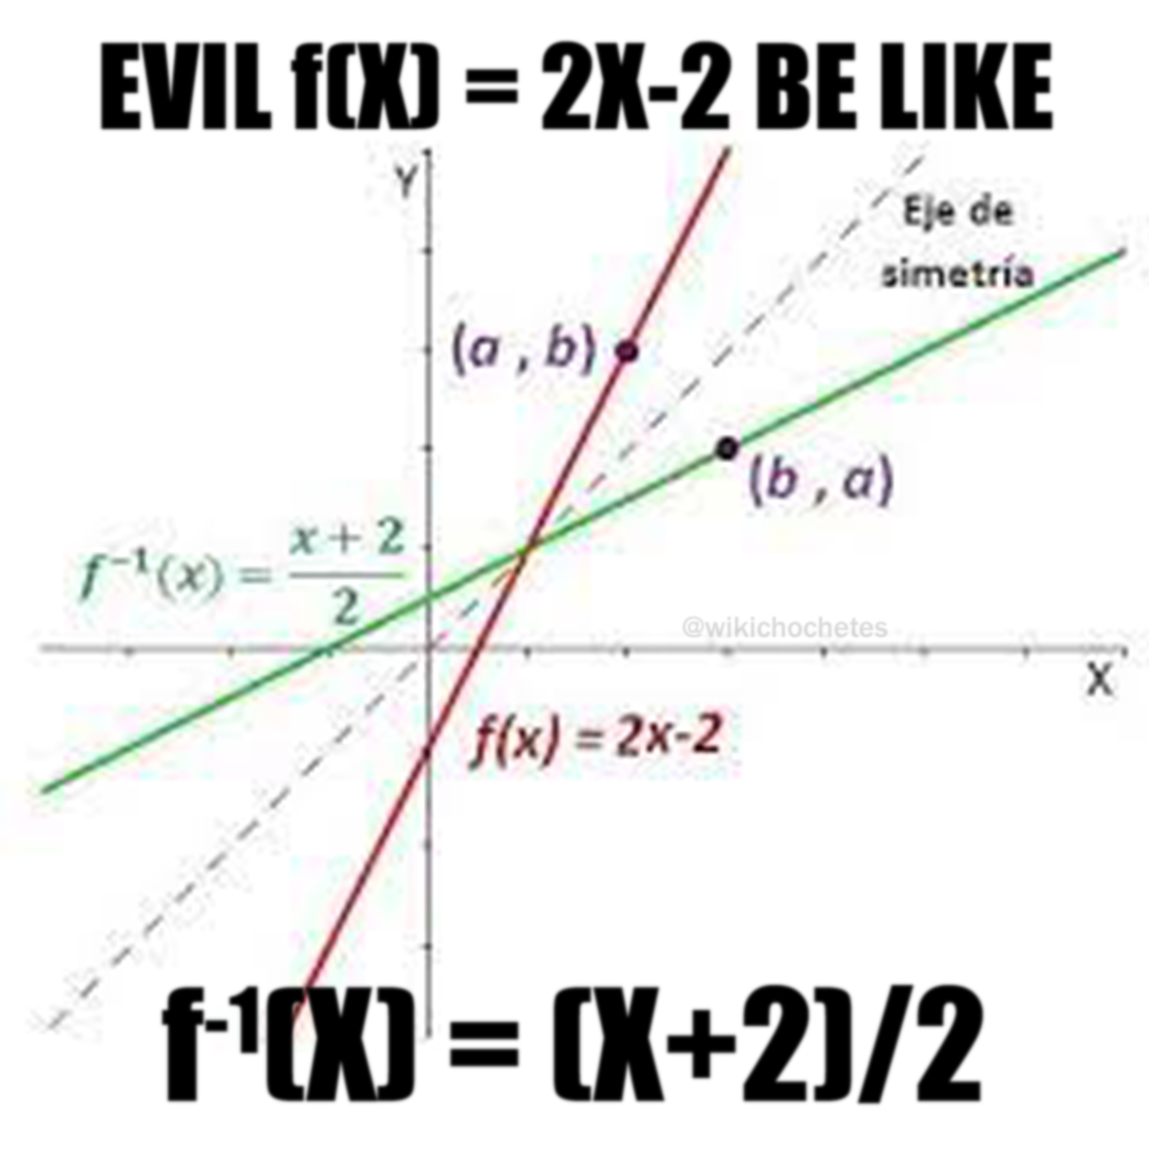 EVIL f(X) = 2X-2 BE LIKE
Y
Eje de
simetría
(a , b)
(b , a)
f⁻¹(x) = x + 2
2
@wikichochetes
X
f(x) = 2x-2
f-1(X) = (X+2)/2